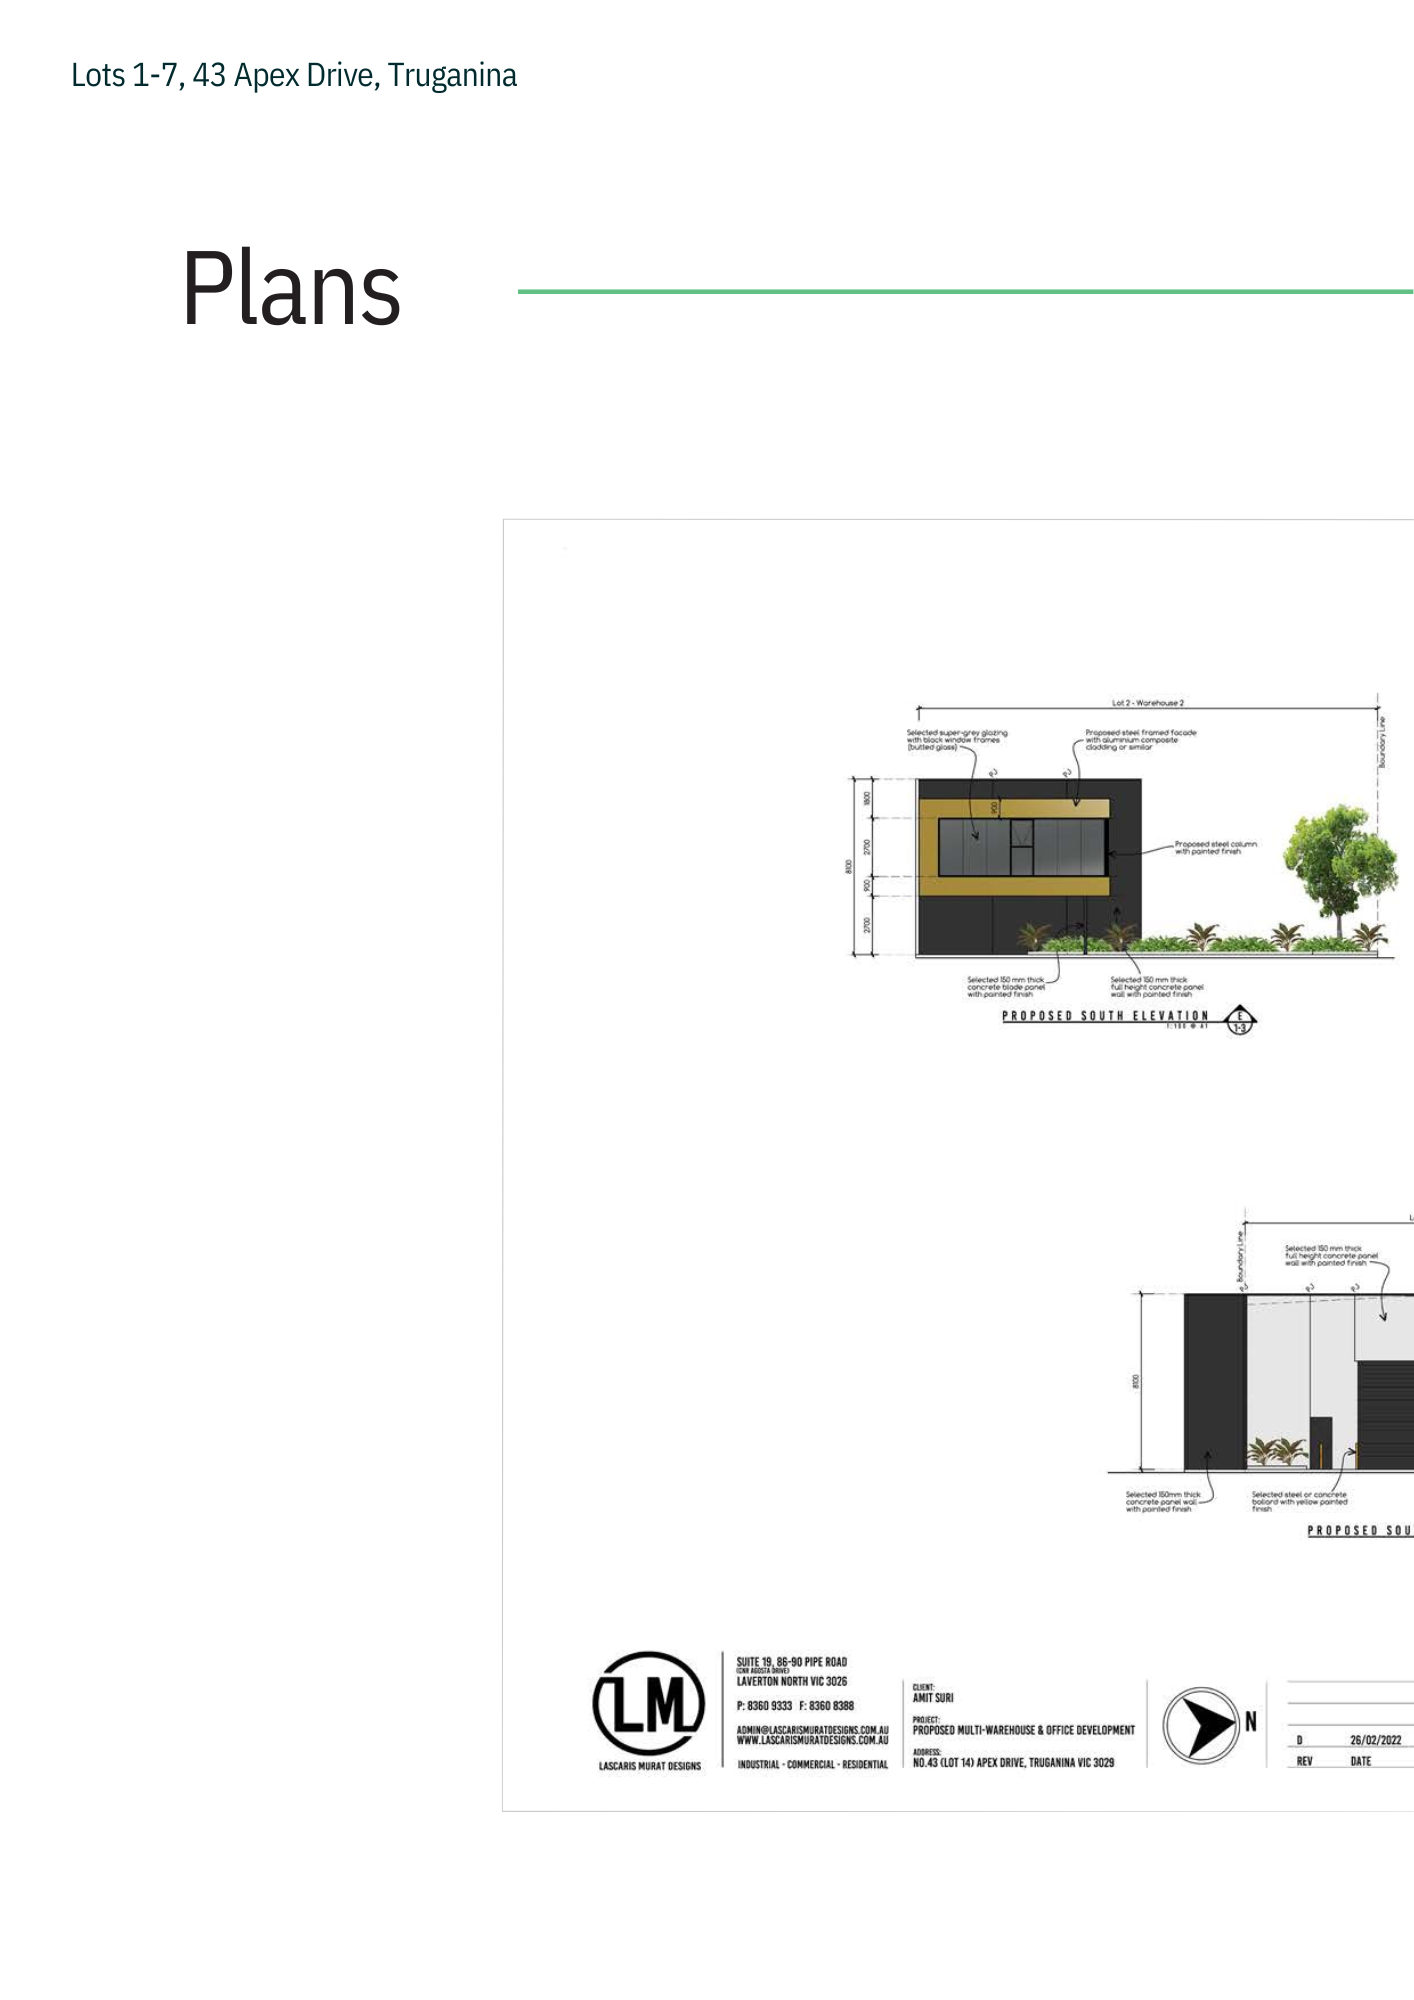 Lots 1-7, 43 Apex Drive, Truganina
Plans
Lot 2 - Warehouse 2
Boundary Line
Selected super-grey glazing
with black window frames
(butted glass)
Proposed steel framed facade
with aluminium composite
cladding or similar
PJ
PJ
1800
900
2700
8100
900
2700
Proposed steel column
with painted finish
Selected 150 mm thick
concrete blade panel
with painted finish
Selected 150 mm thick
full height concrete panel
wall with painted finish
PROPOSED SOUTH ELEVATION
1:100 @ A1
E
1-3
Boundary Line
Selected 150 mm thick
full height concrete panel
wall with painted finish
PJ
PJ
PJ
8100
Selected 150mm thick
concrete panel wall
with painted finish
Selected steel or concrete
bollard with yellow painted
finish
PROPOSED SOU
LM
LASCARIS MURAT DESIGNS
SUITE 19, 86-90 PIPE ROAD
(CNR AGOSTA DRIVE)
LAVERTON NORTH VIC 3026
P: 8360 9333 F: 8360 8388
ADMIN@LASCARISMURATDESIGNS.COM.AU
WWW.LASCARISMURATDESIGNS.COM.AU
INDUSTRIAL - COMMERCIAL - RESIDENTIAL
CLIENT:
AMIT SURI
PROJECT:
PROPOSED MULTI-WAREHOUSE & OFFICE DEVELOPMENT
ADDRESS:
NO.43 (LOT 14) APEX DRIVE, TRUGANINA VIC 3029
N
D 26/02/2022
REV DATE